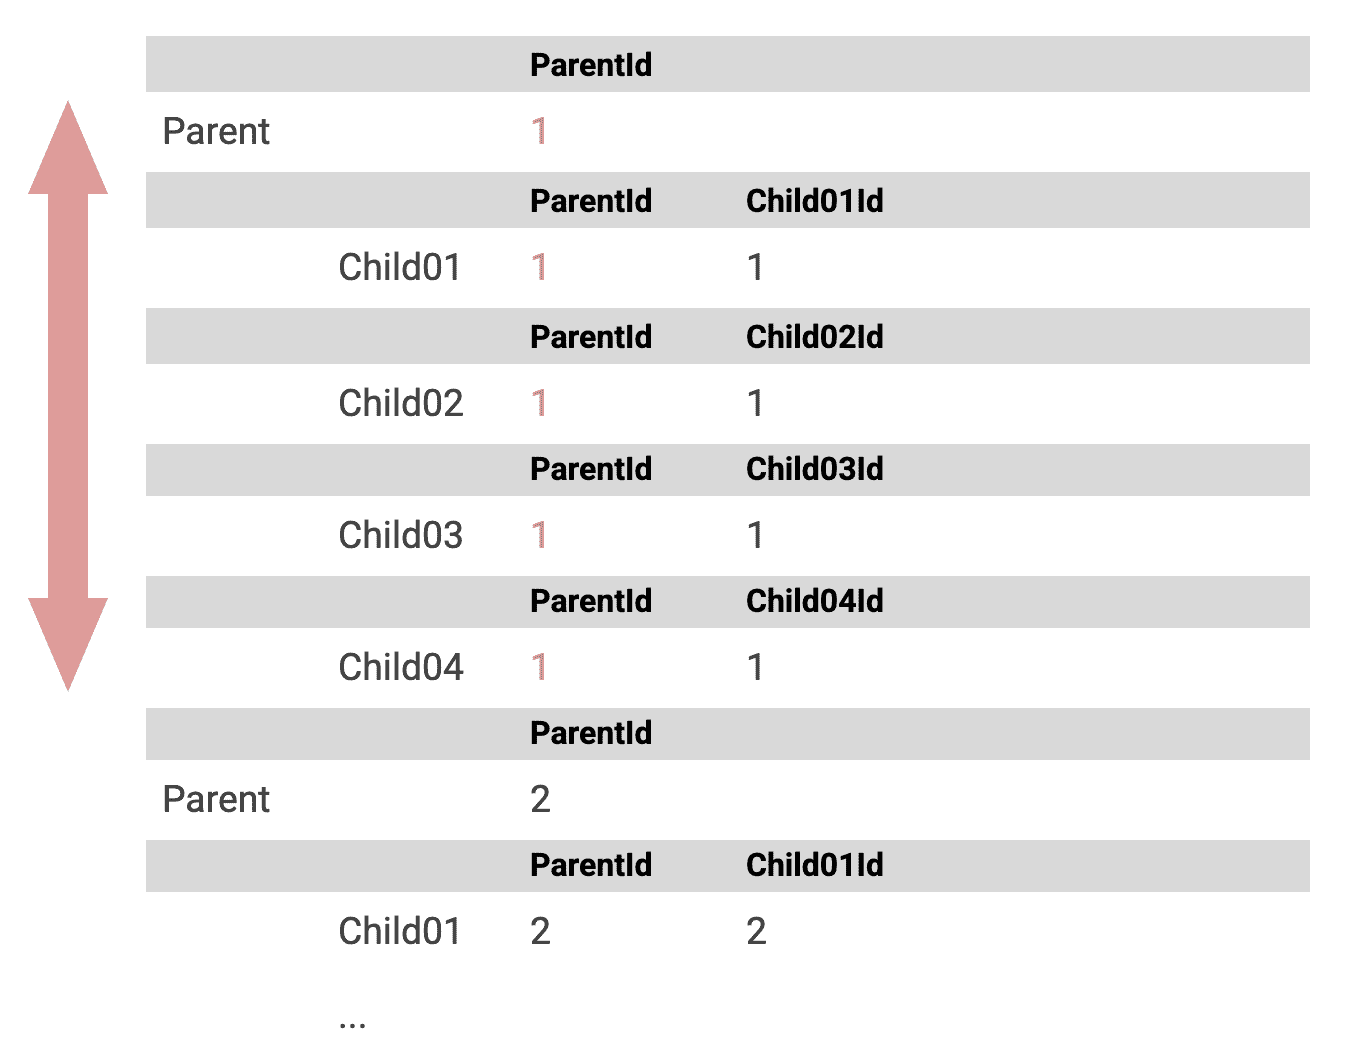 ParentId
Parent 1
ParentId Child01Id
Child01 1 1
ParentId Child02Id
Child02 1 1
ParentId Child03Id
Child03 1 1
ParentId Child04Id
Child04 1 1
ParentId
Parent 2
ParentId Child01Id
Child01 2 2
...